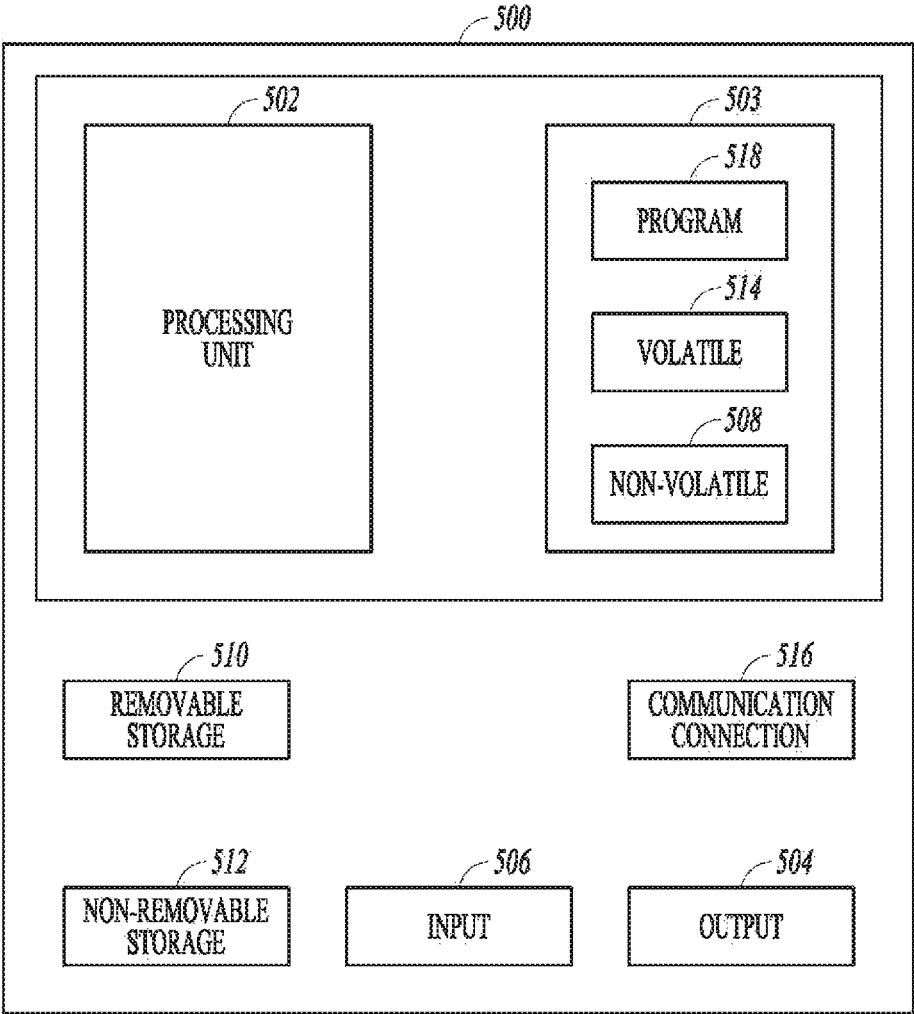 500
502
503
518
PROGRAM
514
VOLATILE
508
NON-VOLATILE
PROCESSING
UNIT
510
REMOVABLE
STORAGE
516
COMMUNICATION
CONNECTION
512
NON-REMOVABLE
STORAGE
506
INPUT
504
OUTPUT